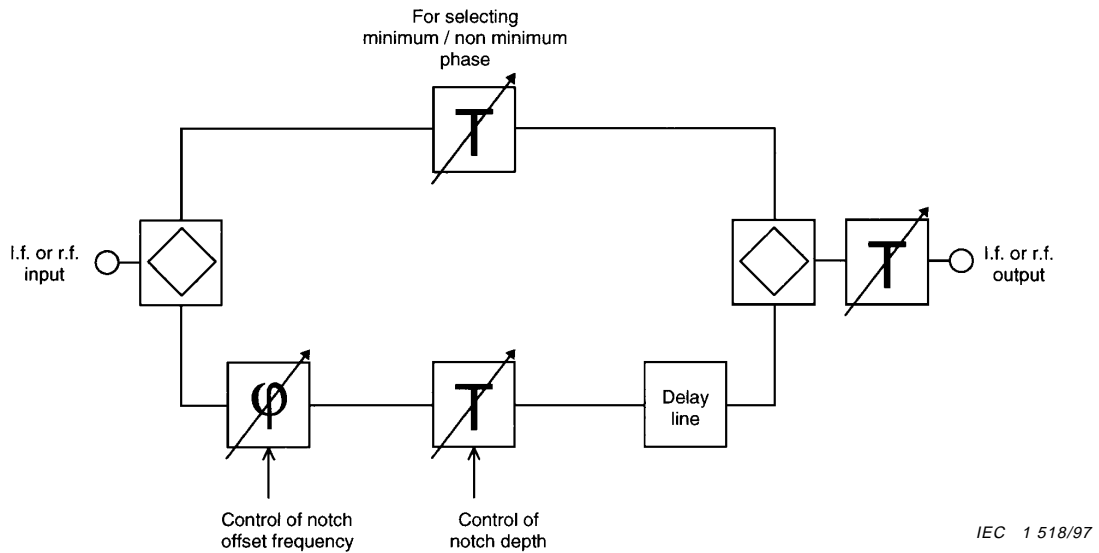 For selecting
minimum / non minimum
phase
T
I.f. or r.f.
input
T
I.f. or r.f.
output
φ
T
Delay
line
Control of notch
offset frequency
Control of
notch depth
IEC 1 518/97